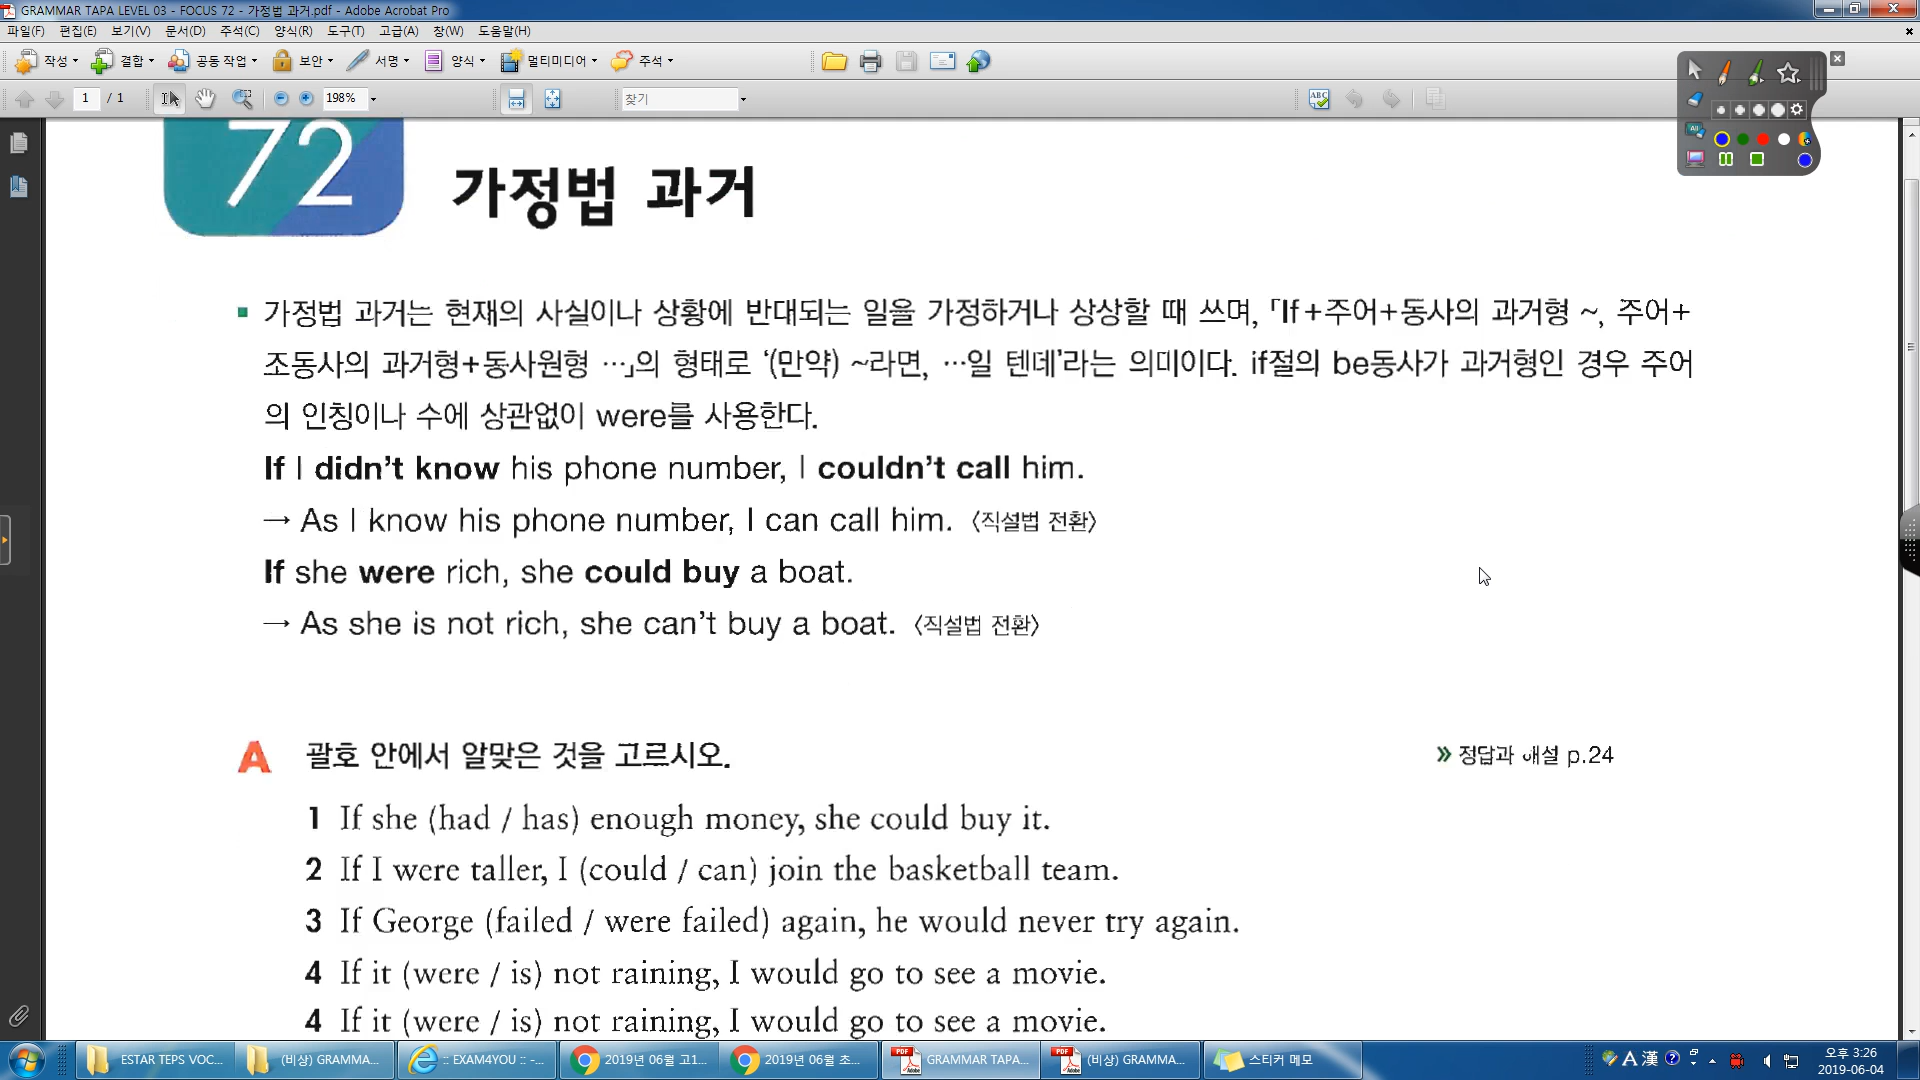 GRAMMAR TAPA LEVEL 03 - FOCUS 72 - 가정법 과거.pdf - Adobe Acrobat Pro
파일(F) 편집(E) 보기(V) 문서(D) 주석(C) 양식(R) 도구(T) 고급(A) 창(W) 도움말(H)
작성 결합 공동 작업 보안 서명 양식 멀티미디어 주석
1 / 1 198% 찾기
72
가정법 과거
가정법 과거는 현재의 사실이나 상황에 반대되는 일을 가정하거나 상상할 때 쓰며, 「If+주어+동사의 과거형 ~, 주어+
조동사의 과거형+동사원형 …」의 형태로 ‘(만약) ~라면, …일 텐데’라는 의미이다. if절의 be동사가 과거형인 경우 주어
의 인칭이나 수에 상관없이 were를 사용한다.
If I didn’t know his phone number, I couldn’t call him.
→ As I know his phone number, I can call him. 〈직설법 전환〉
If she were rich, she could buy a boat.
→ As she is not rich, she can’t buy a boat. 〈직설법 전환〉
A 괄호 안에서 알맞은 것을 고르시오.
» 정답과 해설 p.24
1 If she (had / has) enough money, she could buy it.
2 If I were taller, I (could / can) join the basketball team.
3 If George (failed / were failed) again, he would never try again.
4 If it (were / is) not raining, I would go to see a movie.
4 If it (were / is) not raining, I would go to see a movie.
ESTAR TEPS VOC... (비상) GRAMMA... :: EXAM4YOU :: -... 2019년 06월 고1... 2019년 06월 초... GRAMMAR TAPA... (비상) GRAMMA... 스티커 메모
A 漢
오후 3:26
2019-06-04